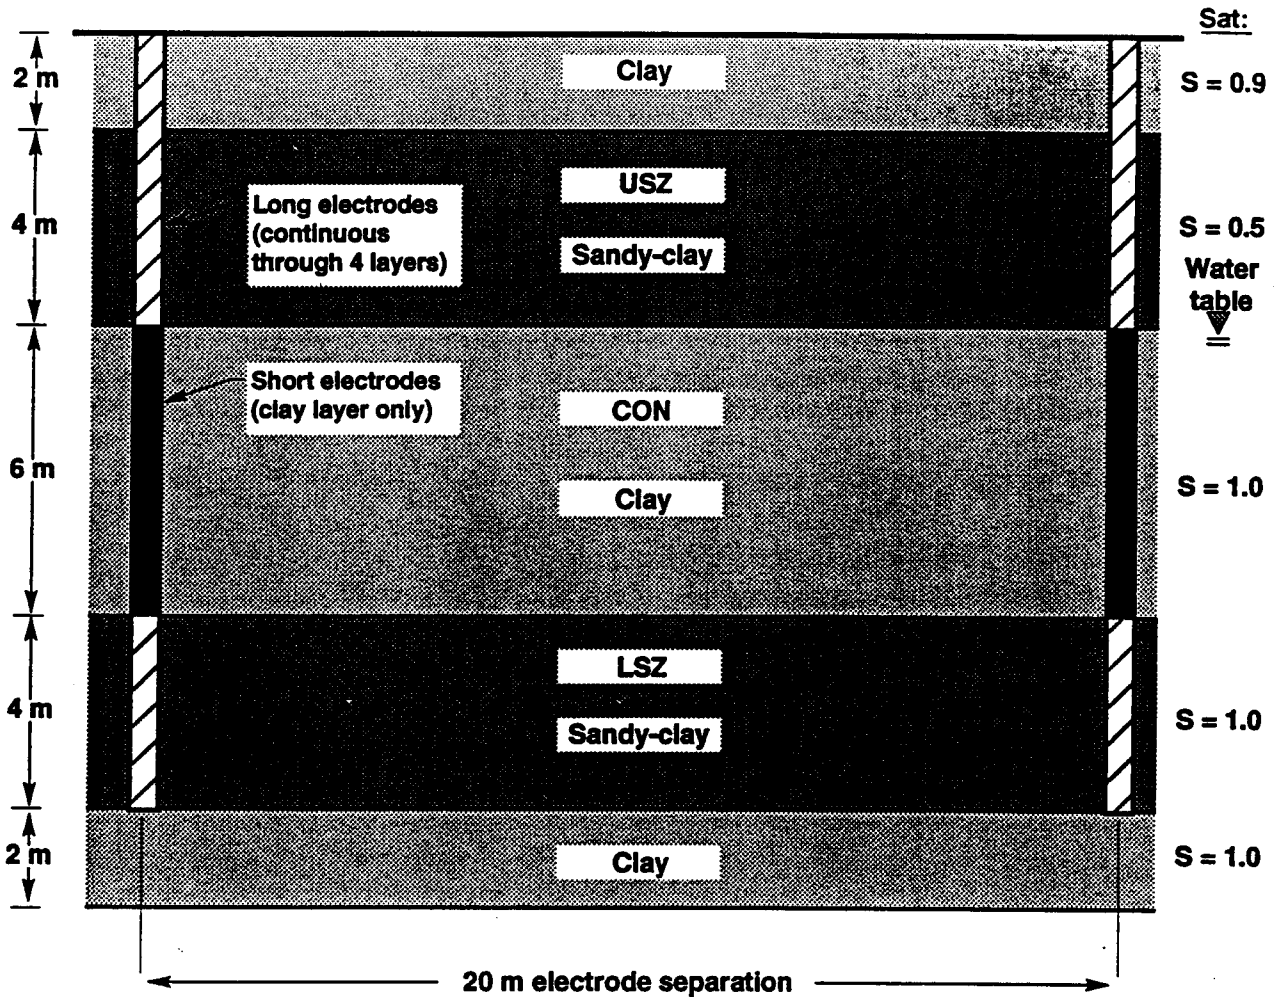 Sat:
2 m
Clay
S = 0.9
4 m
USZ
Sandy-clay
Long electrodes
(continuous
through 4 layers)
S = 0.5
Water
table
6 m
Short electrodes
(clay layer only)
CON
Clay
S = 1.0
4 m
LSZ
Sandy-clay
S = 1.0
2 m
Clay
S = 1.0
20 m electrode separation